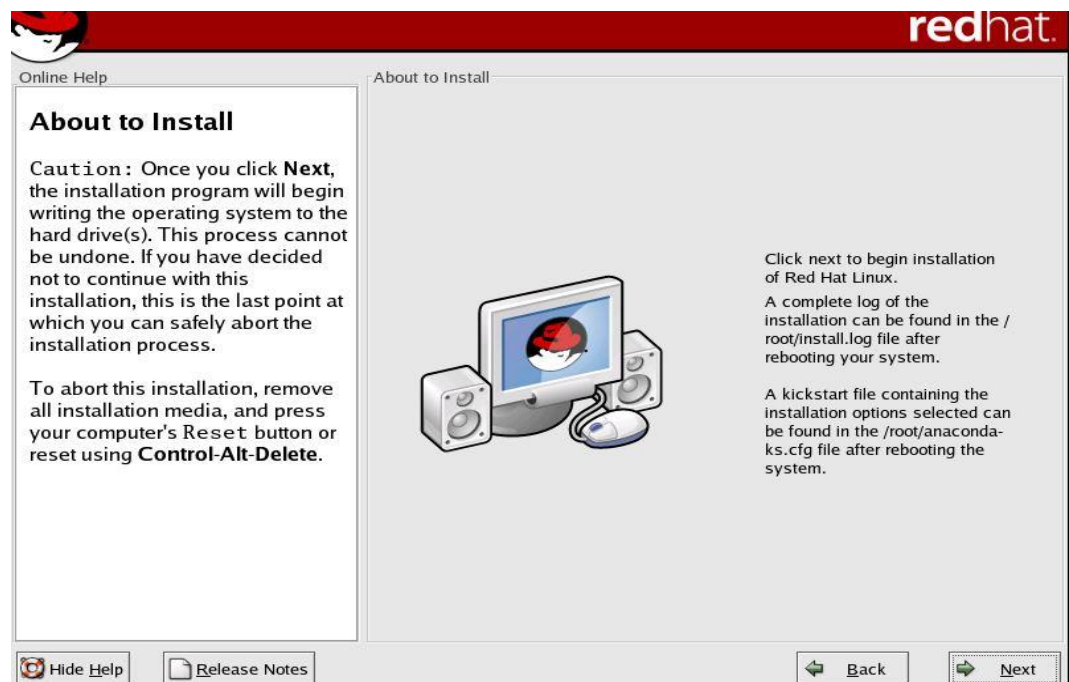 redhat.
Online Help
About to Install
Caution: Once you click Next,
the installation program will begin
writing the operating system to the
hard drive(s). This process cannot
be undone. If you have decided
not to continue with this
installation, this is the last point at
which you can safely abort the
installation process.
To abort this installation, remove
all installation media, and press
your computer's Reset button or
reset using Control-Alt-Delete.
About to Install
Click next to begin installation
of Red Hat Linux.
A complete log of the
installation can be found in the /
root/install.log file after
rebooting your system.
A kickstart file containing the
installation options selected can
be found in the /root/anaconda-
ks.cfg file after rebooting the
system.
Hide Help
Release Notes
Back
Next